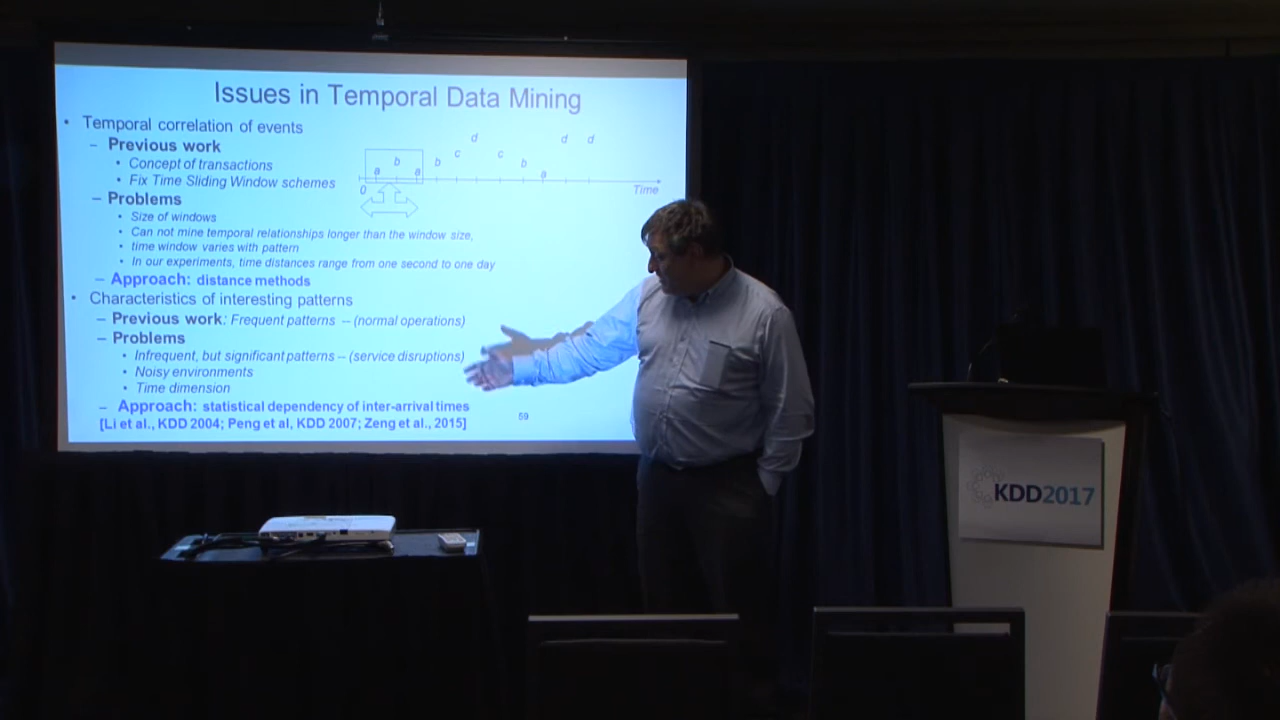 Issues in Temporal Data Mining
• Temporal correlation of events
– Previous work
• Concept of transactions
• Fix Time Sliding Window schemes
d d d
b b c c b
a a a
0 Time
– Problems
• Size of windows
• Can not mine temporal relationships longer than the window size,
• time window varies with pattern
• In our experiments, time distances range from one second to one day
– Approach: distance methods
• Characteristics of interesting patterns
– Previous work: Frequent patterns -- (normal operations)
– Problems
• Infrequent, but significant patterns -- (service disruptions)
• Noisy environments
• Time dimension
– Approach: statistical dependency of inter-arrival times
[Li et al., KDD 2004; Peng et al, KDD 2007; Zeng et al., 2015]
59
KDD2017